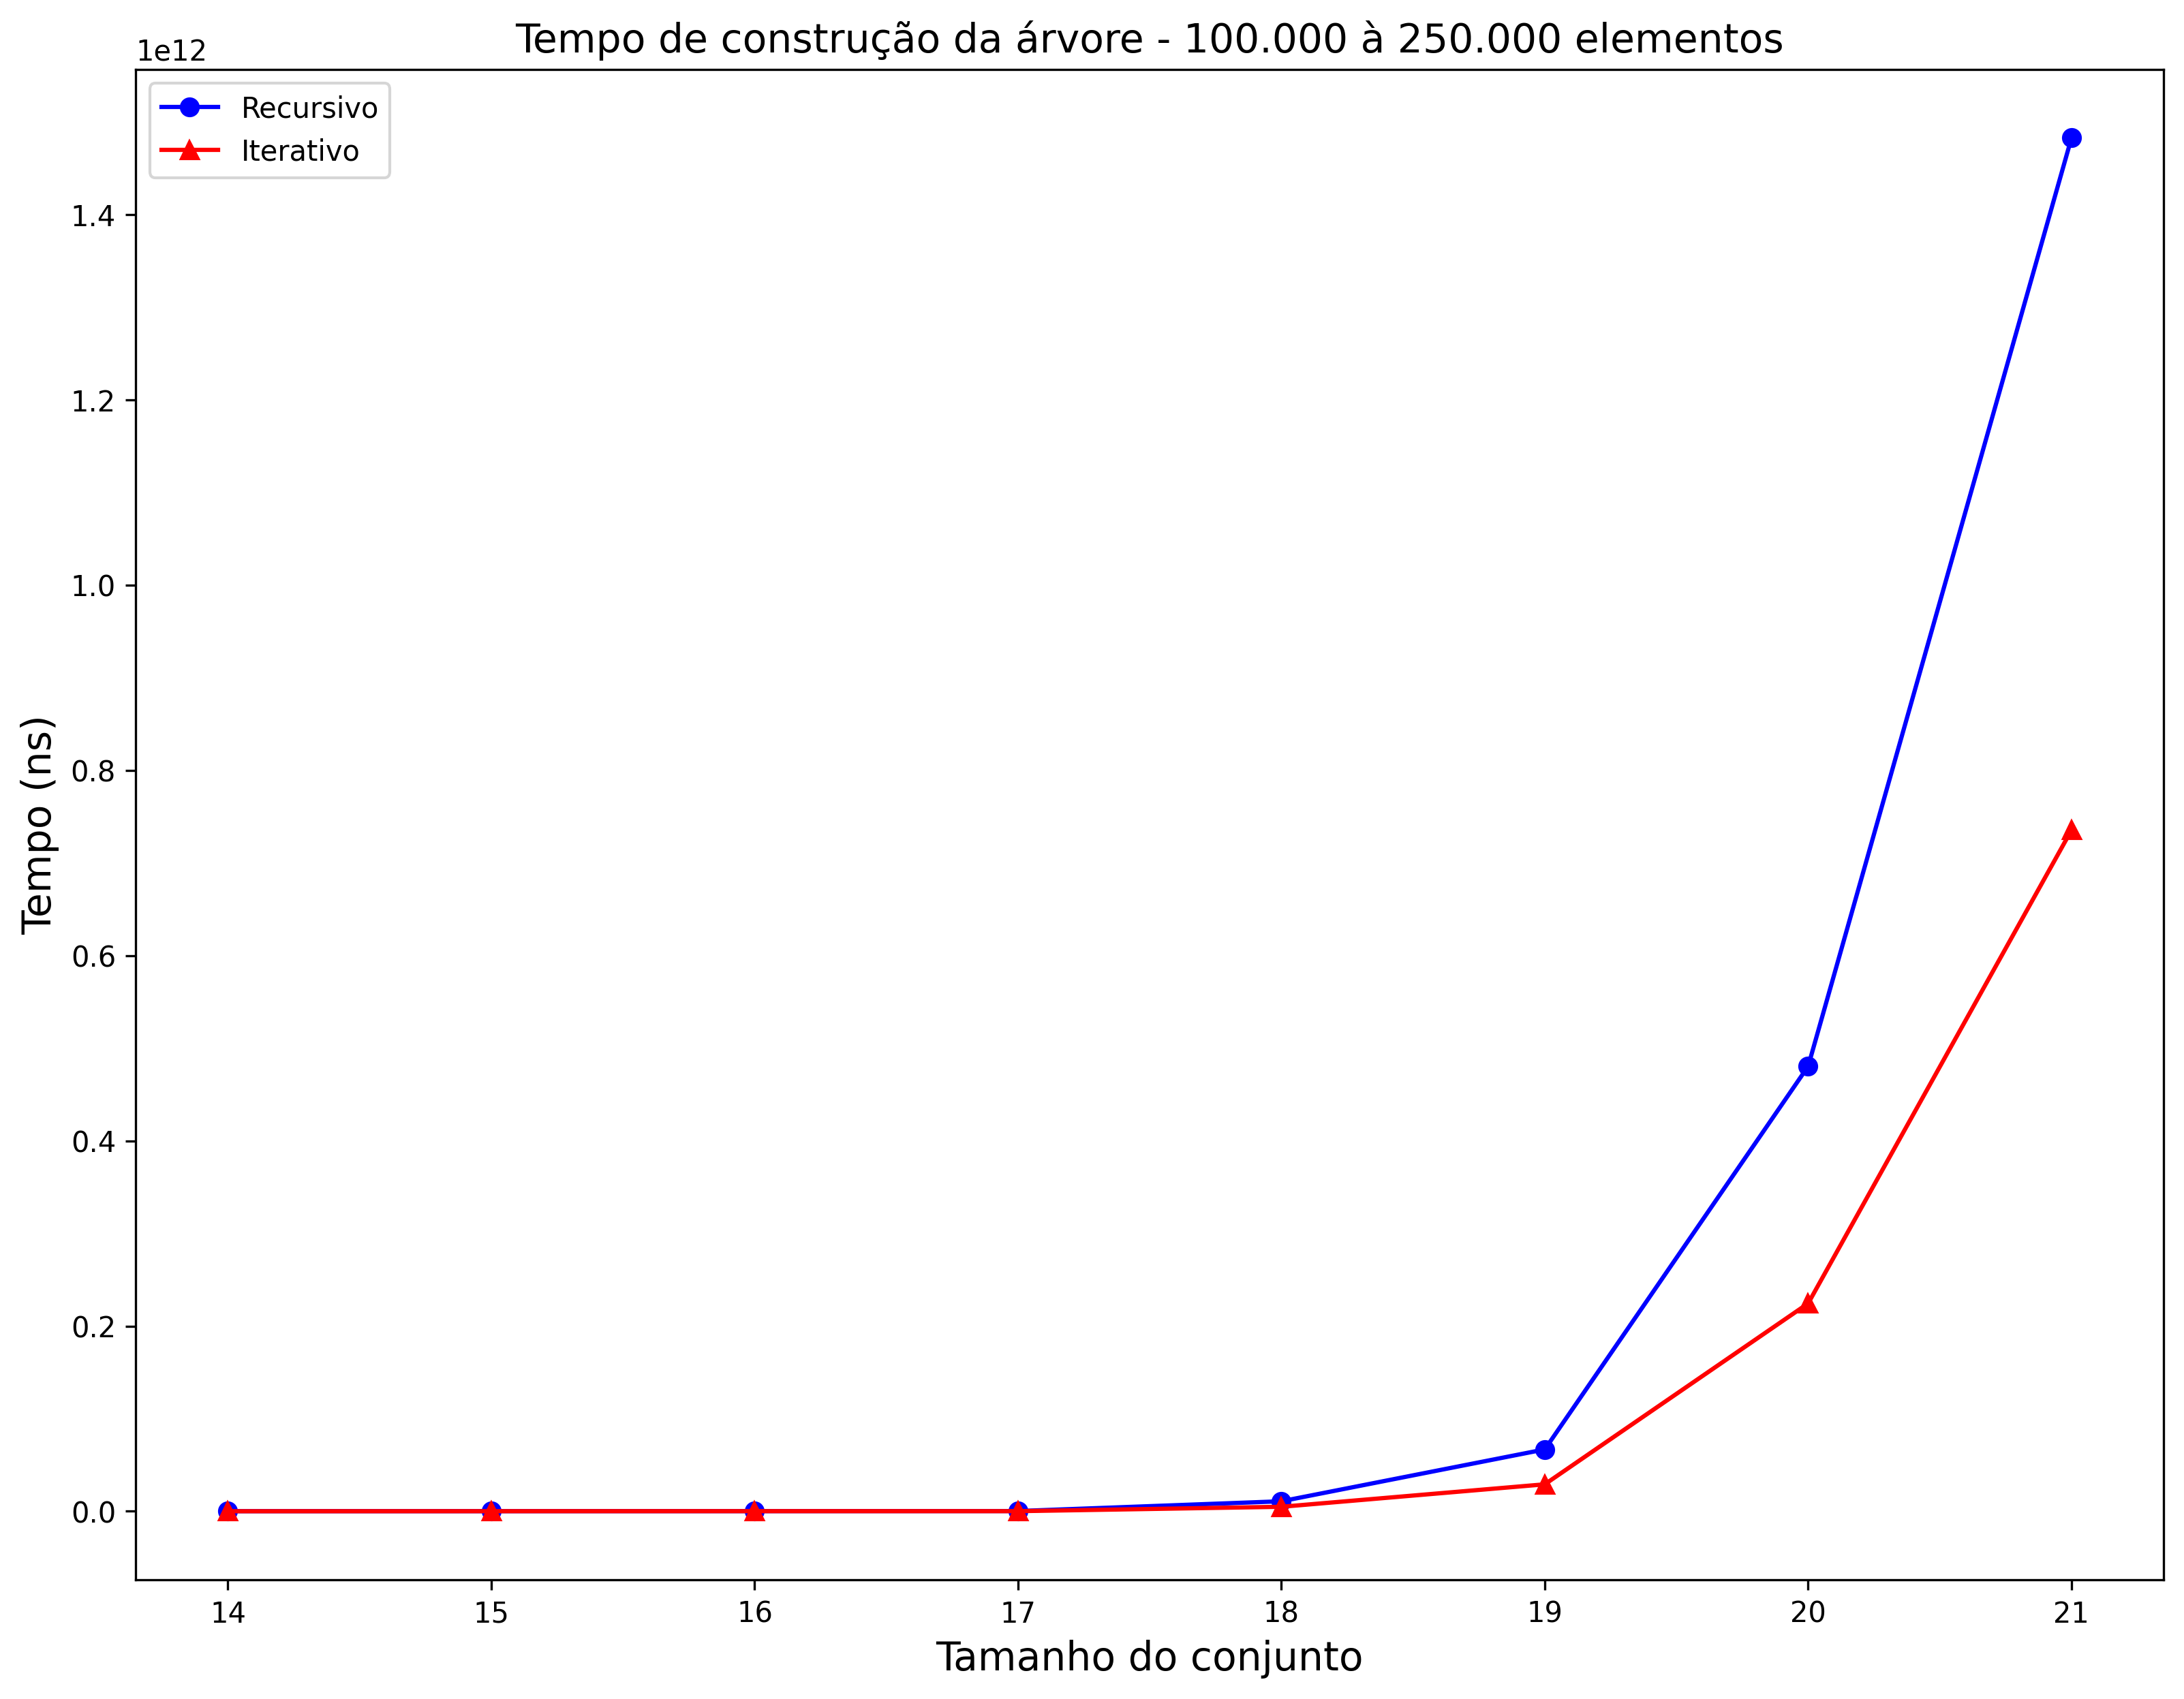 Tempo de construção da árvore - 100.000 à 250.000 elementos
1e12
Recursivo
Iterativo
1.4
1.2
1.0
0.8
0.6
0.4
0.2
0.0
Tempo (ns)
14 15 16 17 18 19 20 21
Tamanho do conjunto